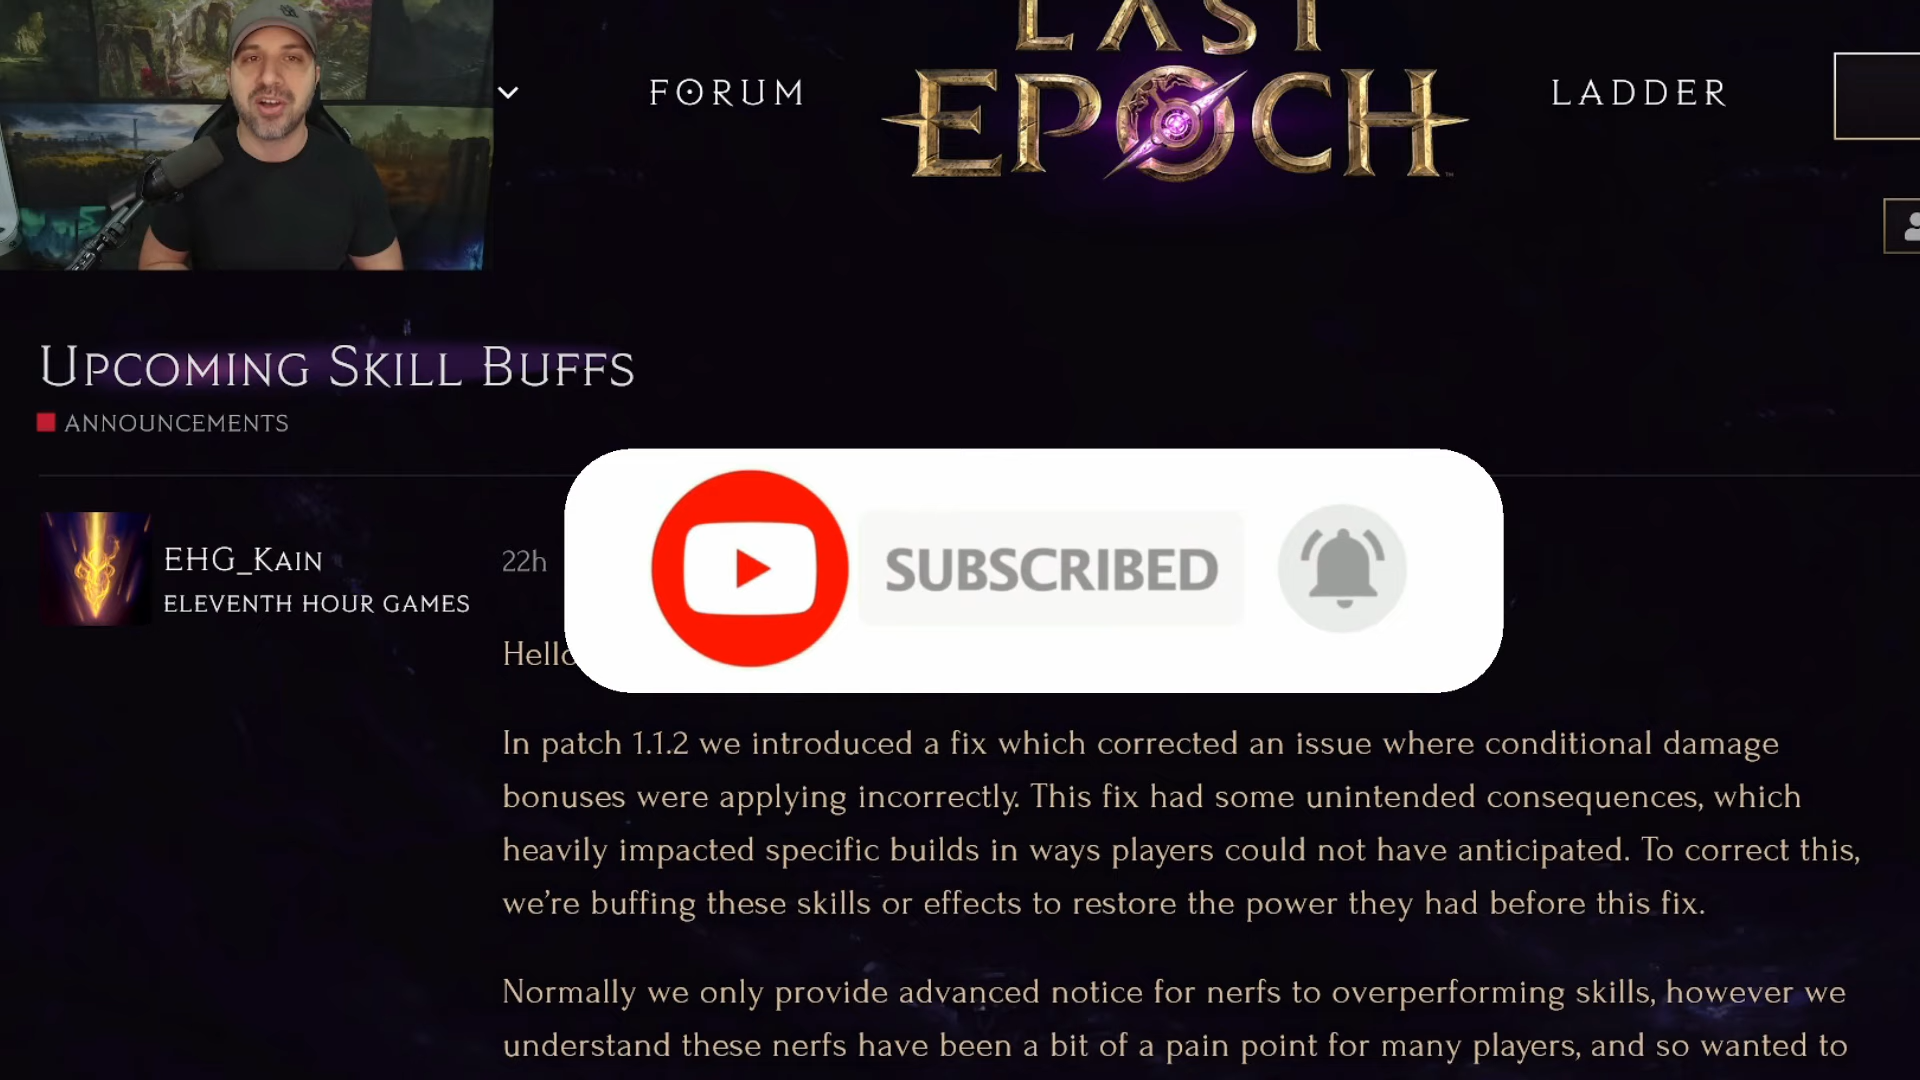 LAST
EPOCH
FORUM
LADDER
UPCOMING SKILL BUFFS
ANNOUNCEMENTS
EHG_KAIN
ELEVENTH HOUR GAMES
22h
SUBSCRIBED
Hello
In patch 1.1.2 we introduced a fix which corrected an issue where conditional damage
bonuses were applying incorrectly. This fix had some unintended consequences, which
heavily impacted specific builds in ways players could not have anticipated. To correct this,
we’re buffing these skills or effects to restore the power they had before this fix.
Normally we only provide advanced notice for nerfs to overperforming skills, however we
understand these nerfs have been a bit of a pain point for many players, and so wanted to